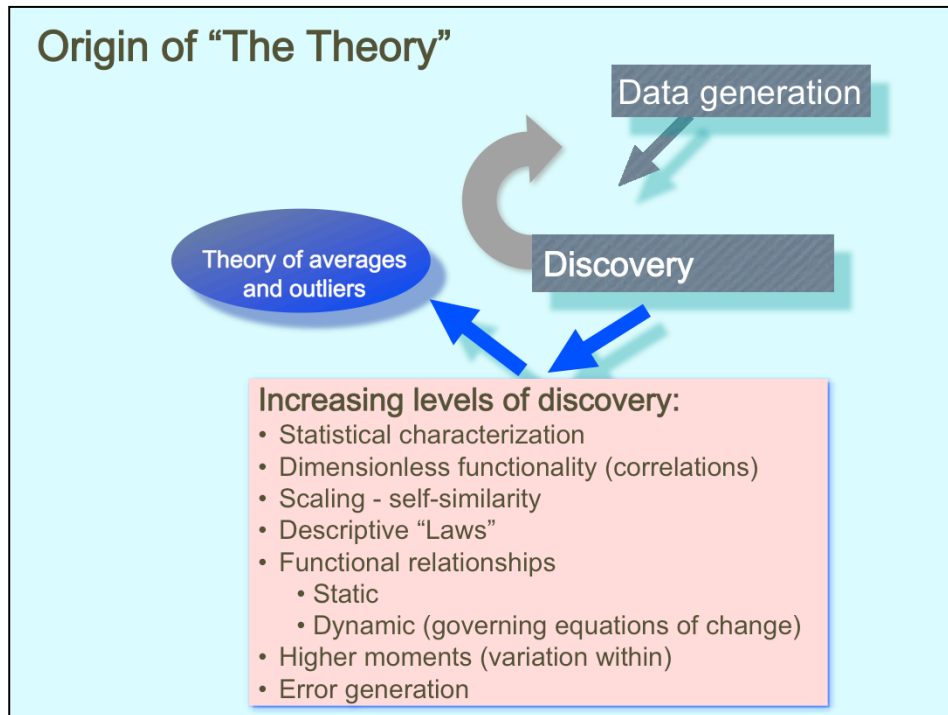 Origin of “The Theory”
Data generation
Discovery
Theory of averages
and outliers
Increasing levels of discovery:
• Statistical characterization
• Dimensionless functionality (correlations)
• Scaling - self-similarity
• Descriptive “Laws”
• Functional relationships
• Static
• Dynamic (governing equations of change)
• Higher moments (variation within)
• Error generation